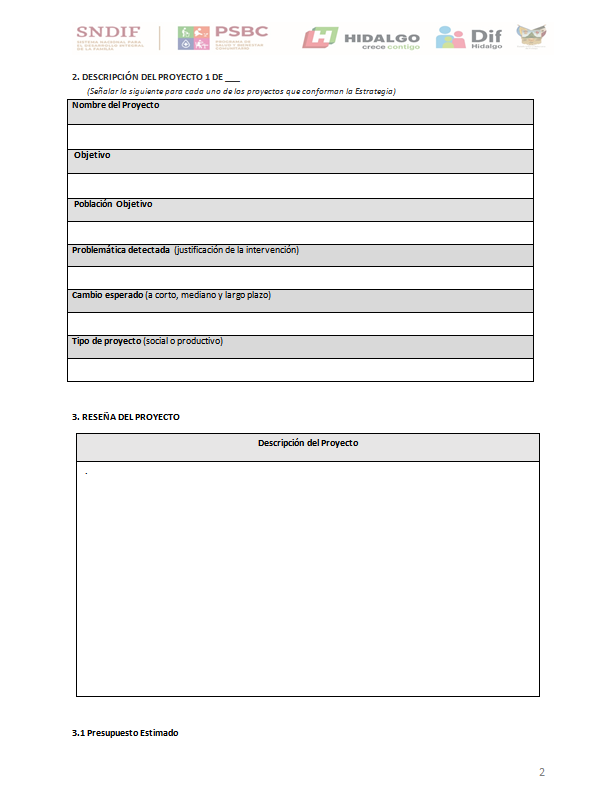 SNDIF
SISTEMA NACIONAL PARA
EL DESARROLLO INTEGRAL
DE LA FAMILIA
PSBC
PROGRAMA DE
SALUD Y BIENESTAR
COMUNITARIO
HIDALGO
crece contigo
Dif
Hidalgo
2. DESCRIPCIÓN DEL PROYECTO 1 DE ___
(Señalar lo siguiente para cada uno de los proyectos que conforman la Estrategia)
Nombre del Proyecto
Objetivo
Población Objetivo
Problemática detectada (justificación de la intervención)
Cambio esperado (a corto, mediano y largo plazo)
Tipo de proyecto (social o productivo)
3. RESEÑA DEL PROYECTO
Descripción del Proyecto
.
3.1 Presupuesto Estimado
2